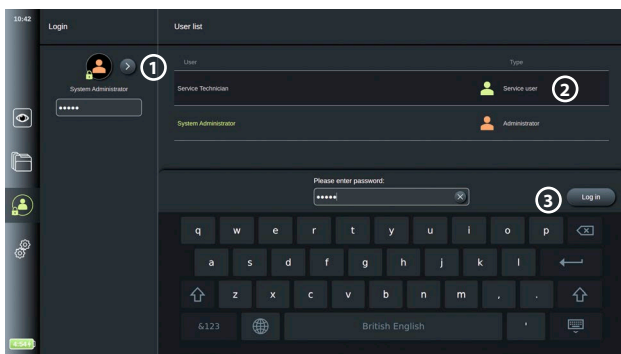 10:42
Login
User list
1
User
Type
Service Technician
Service user
2
System Administrator
•••••
System Administrator
Administrator
Please enter password:
•••••
3
Log in
q w e r t y u i o p
a s d f g h j k l
z x c v b n m , .
&123
British English
'